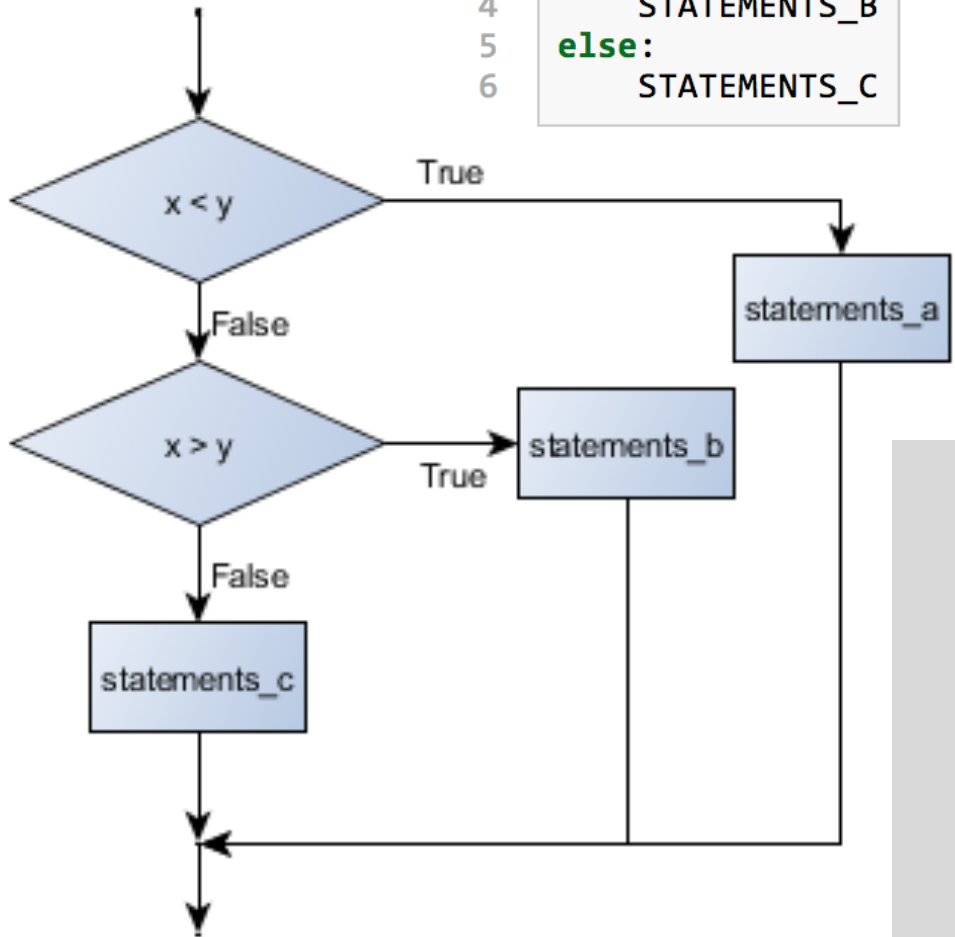 4 STATEMENTS_B
5 else:
6 STATEMENTS_C
x < y
True
False
statements_a
x > y
True
statements_b
False
statements_c